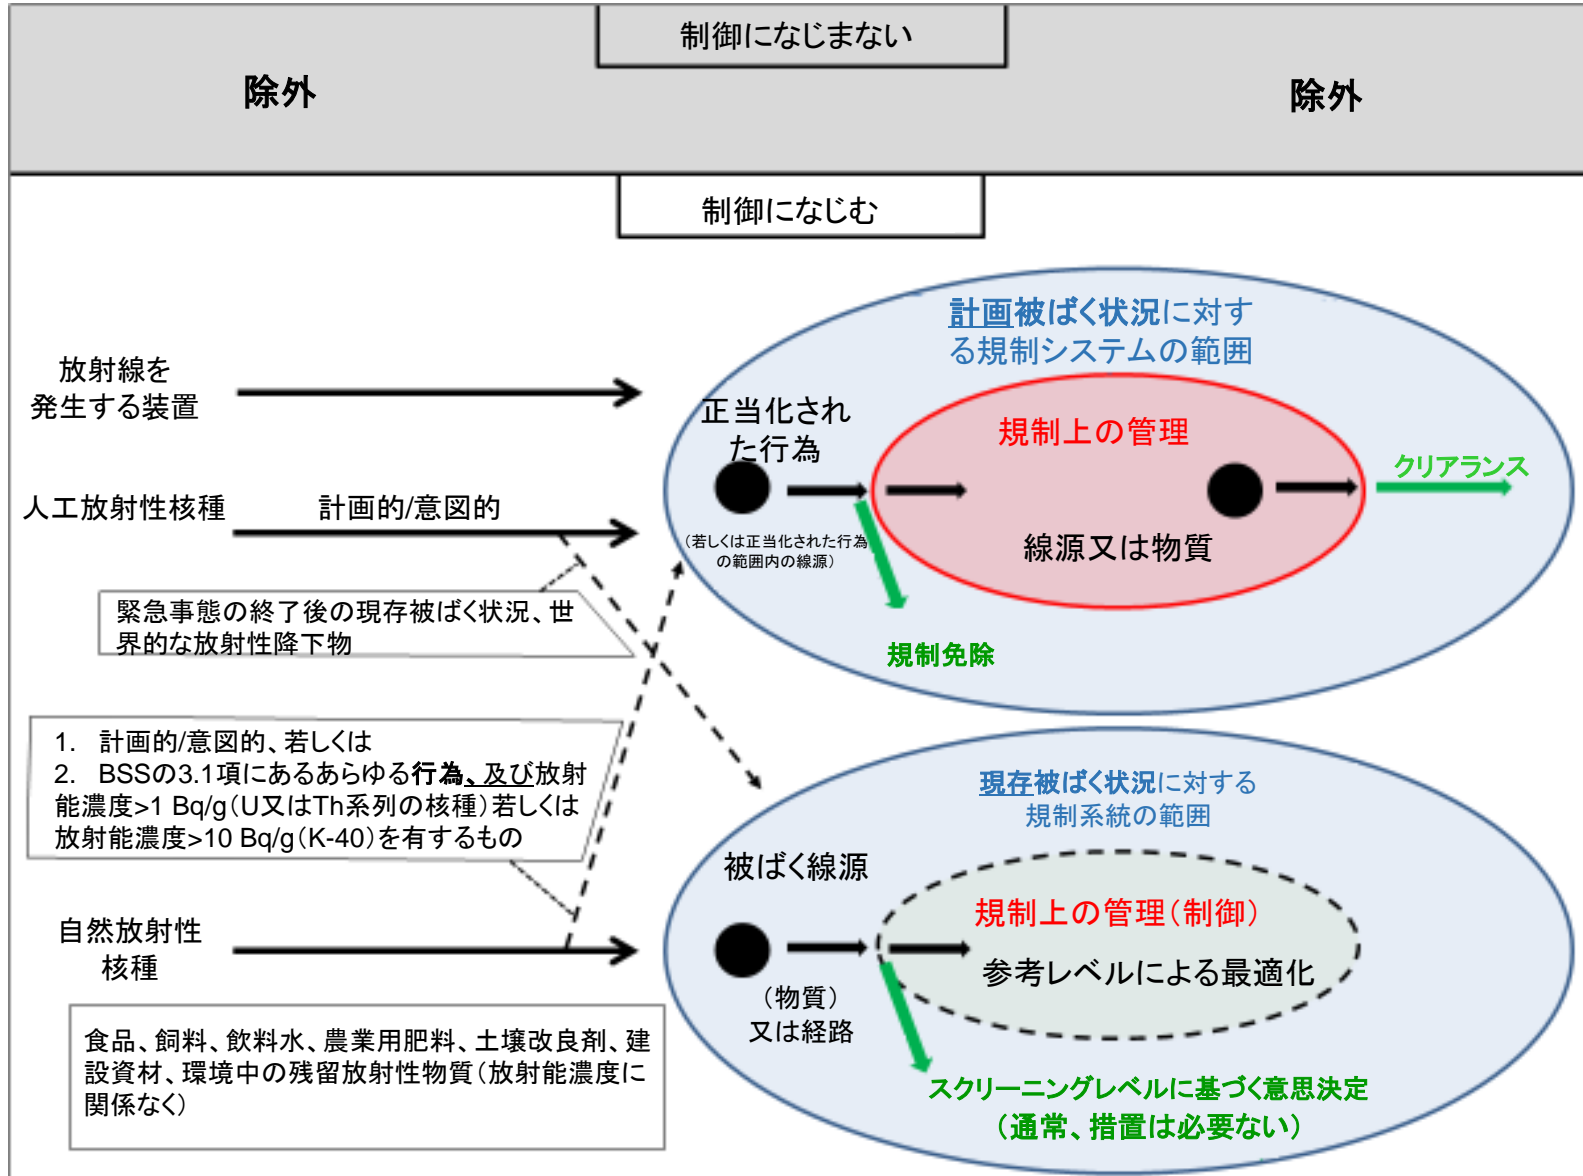 制御になじまない
除外
除外
制御になじむ
計画被ばく状況に対す
る規制システムの範囲
放射線を
発生する装置
正当化され
た行為
規制上の管理
クリアランス
人工放射性核種
計画的/意図的
(若しくは正当化された行為
の範囲内の線源)
線源又は物質
緊急事態の終了後の現存被ばく状況、世
界的な放射性降下物
規制免除
1. 計画的/意図的、若しくは
2. BSSの3.1項にあるあらゆる行為、及び放射
能濃度>1 Bq/g(U又はTh系列の核種)若しくは
放射能濃度>10 Bq/g(K-40)を有するもの
現存被ばく状況に対する
規制系統の範囲
被ばく線源
規制上の管理(制御)
参考レベルによる最適化
自然放射性
核種
(物質)
又は経路
食品、飼料、飲料水、農業用肥料、土壌改良剤、建
設資材、環境中の残留放射性物質(放射能濃度に
関係なく)
スクリーニングレベルに基づく意思決定
(通常、措置は必要ない)